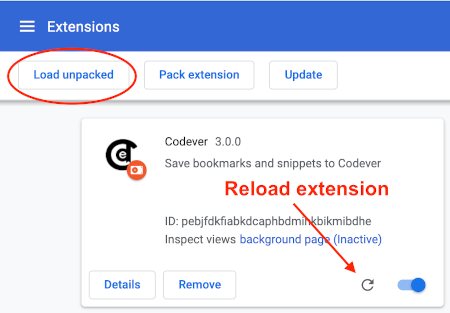 Extensions
Load unpacked Pack extension Update
Codever 3.0.0
Save bookmarks and snippets to Codever
Reload extension
ID: pebjfdkfiabkdcaphbdminkbikmibdhe
Inspect views background page (Inactive)
Details Remove